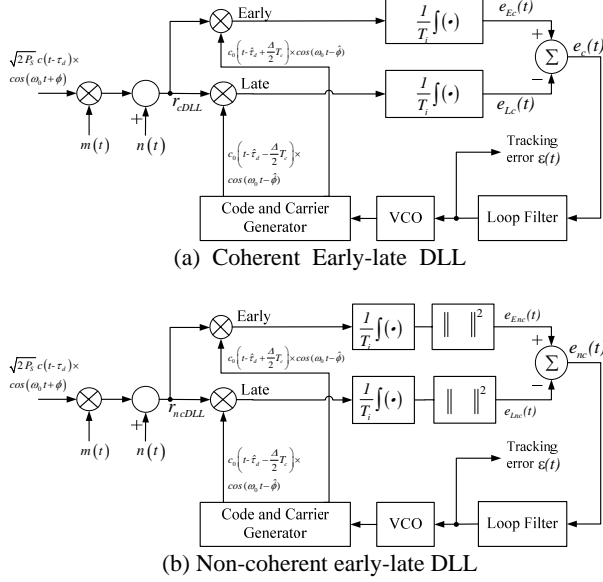 Early
1/T_i ∫(•)
e_Ec(t)
√2P_S c(t-τ_d)×
cos(ω_0 t+ϕ)
c_0(t-τ̂_d+Δ/2 T_c)×cos(ω_0 t-ϕ̂)
+
Σ
e_c(t)
−
Late
1/T_i ∫(•)
e_Lc(t)
+
r_cDLL
m(t)
n(t)
c_0(t-τ̂_d−Δ/2 T_c)×
cos(ω_0 t-ϕ̂)
Tracking
error ε(t)
Code and Carrier
Generator
VCO
Loop Filter
(a) Coherent Early-late DLL
Early
1/T_i ∫(•)
‖ ‖²
e_Enc(t)
√2P_S c(t-τ_d)×
cos(ω_0 t+ϕ)
c_0(t-τ̂_d+Δ/2 T_c)×cos(ω_0 t-ϕ̂)
+
Σ
e_nc(t)
−
Late
1/T_i ∫(•)
‖ ‖²
e_Lnc(t)
+
r_ncDLL
m(t)
n(t)
c_0(t-τ̂_d−Δ/2 T_c)×
cos(ω_0 t-ϕ̂)
Tracking
error ε(t)
Code and Carrier
Generator
VCO
Loop Filter
(b) Non-coherent early-late DLL